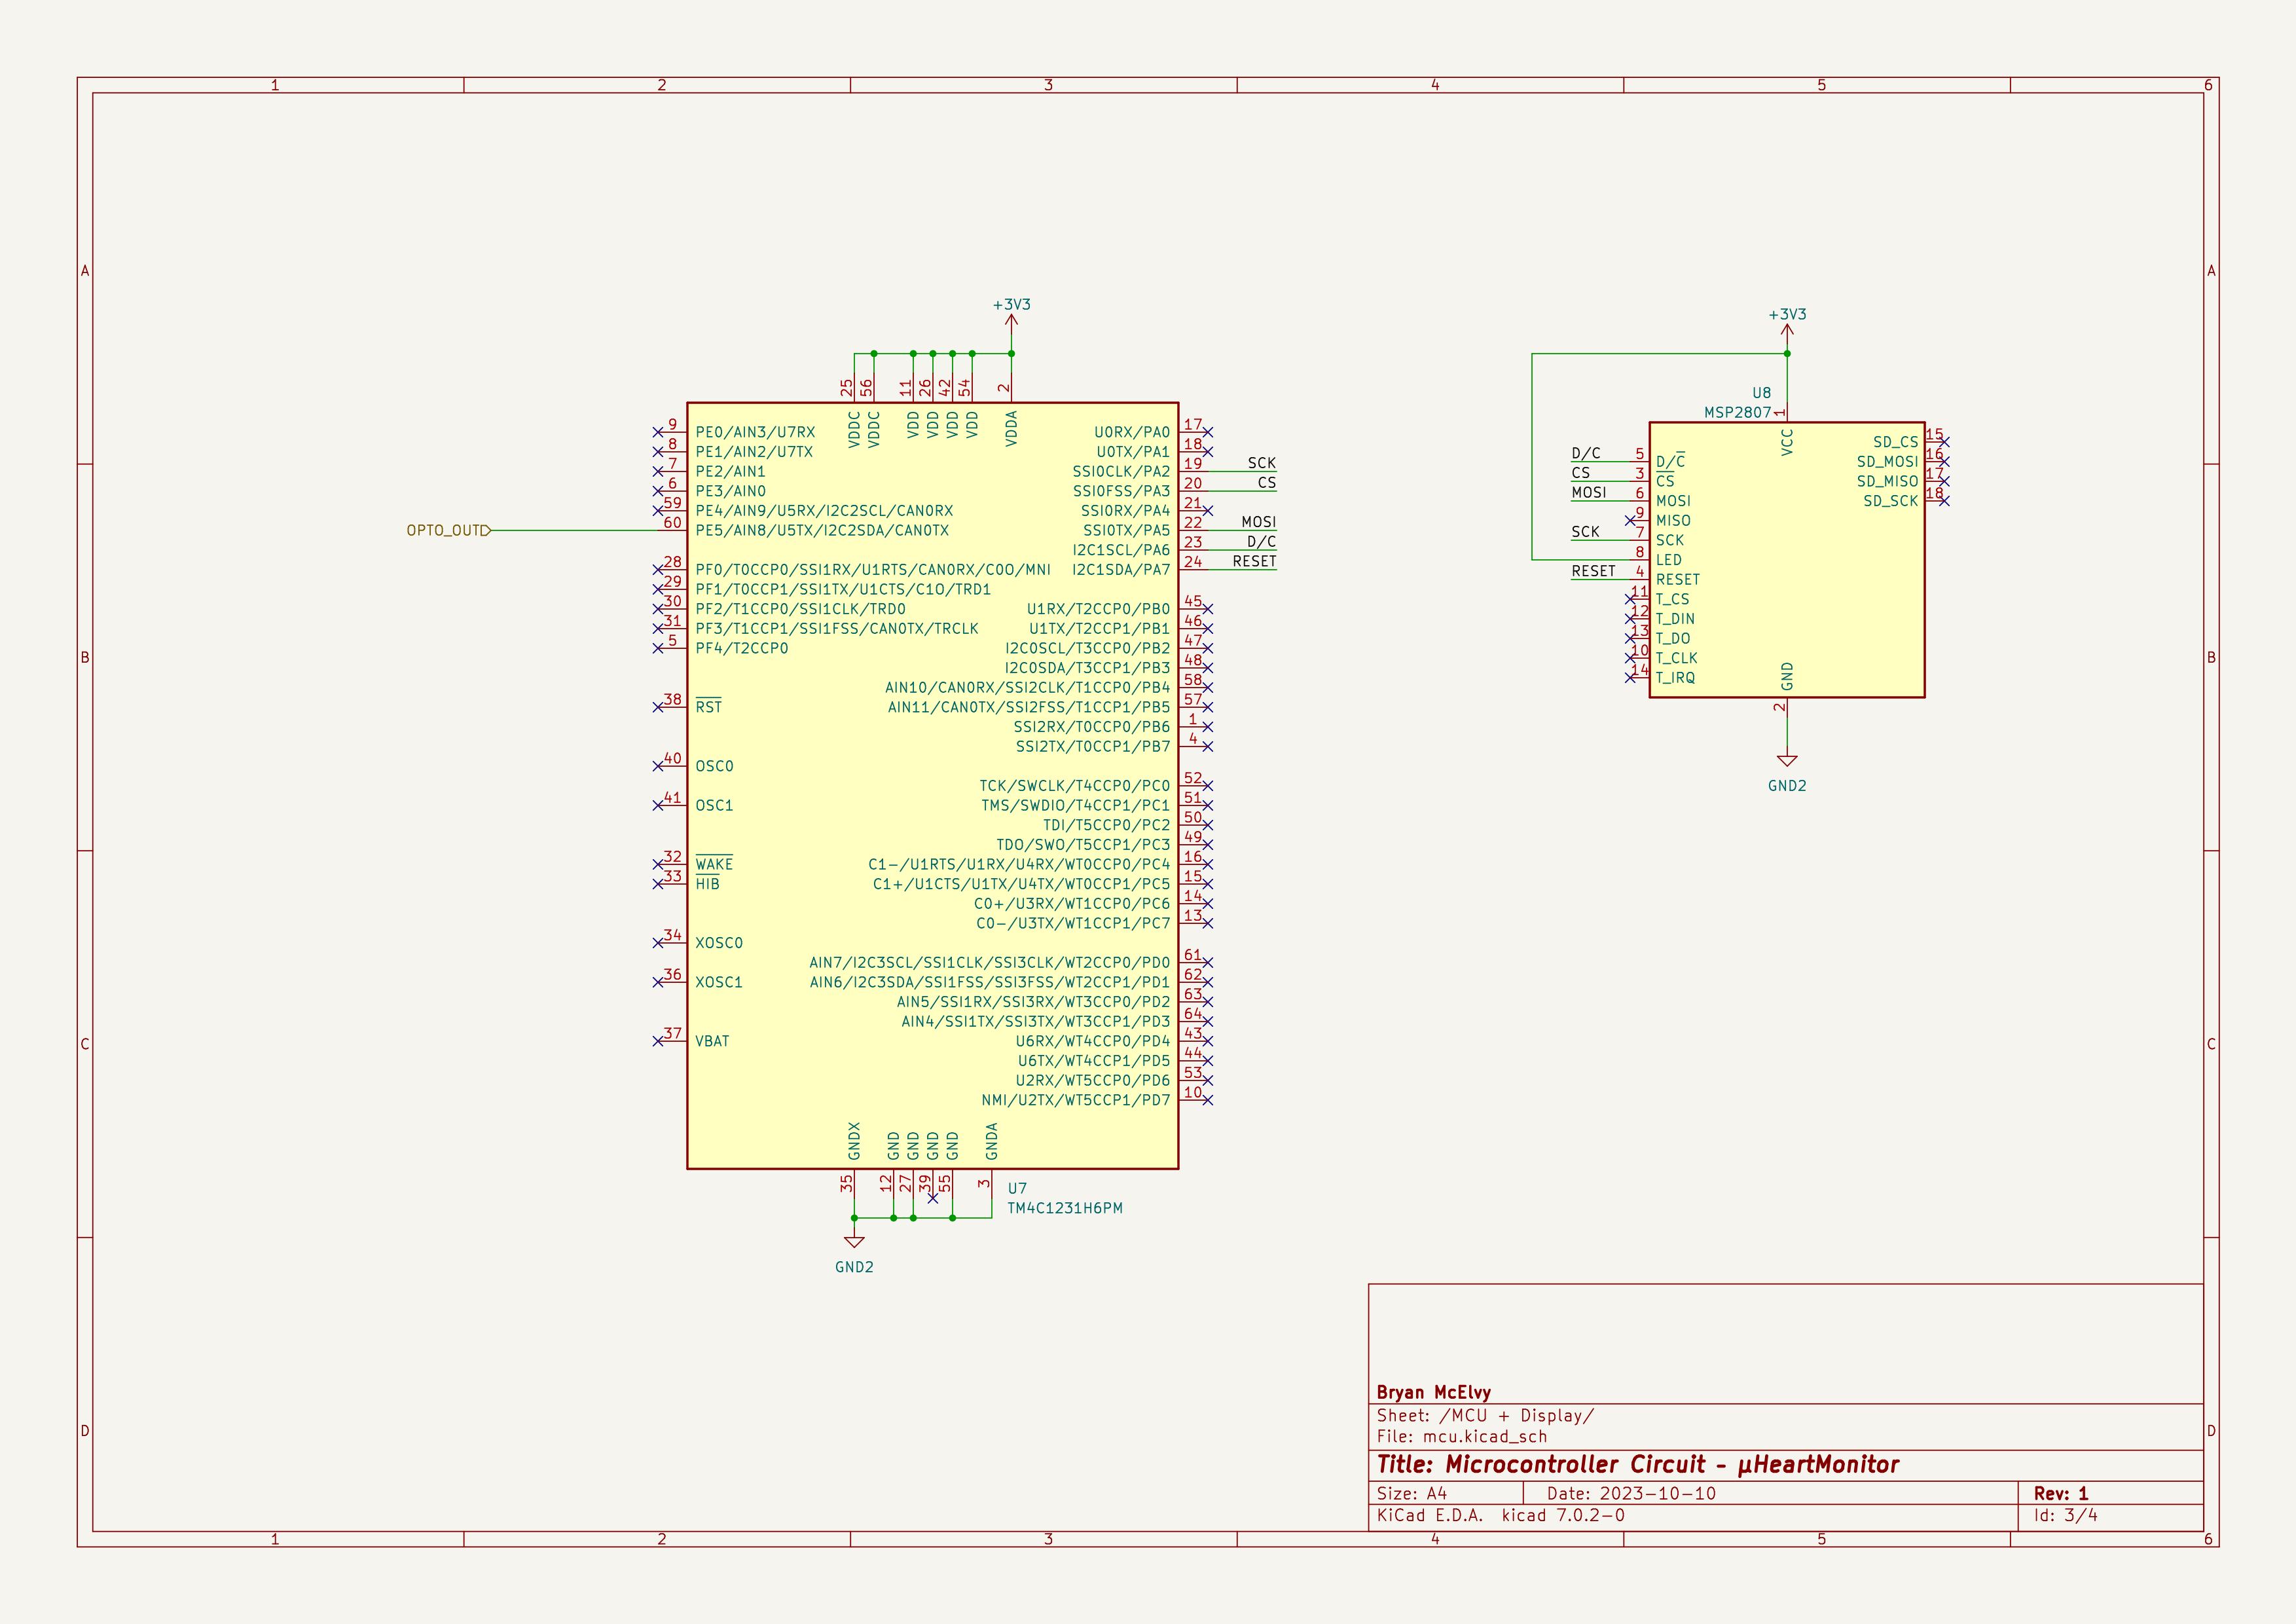 1 2 3 4 5 6
A A
B B
C C
D D
+3V3
25 56 11 26 42 54 2
VDDC VDDC VDD VDD VDD VDD VDDA
9 PE0/AIN3/U7RX
8 PE1/AIN2/U7TX
7 PE2/AIN1
6 PE3/AIN0
59 PE4/AIN9/U5RX/I2C2SCL/CAN0RX
OPTO_OUT 60 PE5/AIN8/U5TX/I2C2SDA/CAN0TX
28 PF0/T0CCP0/SSI1RX/U1RTS/CAN0RX/C0O/MNI
29 PF1/T0CCP1/SSI1TX/U1CTS/C1O/TRD1
30 PF2/T1CCP0/SSI1CLK/TRD0
31 PF3/T1CCP1/SSI1FSS/CAN0TX/TRCLK
5 PF4/T2CCP0
38 RST
40 OSC0
41 OSC1
32 WAKE
33 HIB
34 XOSC0
36 XOSC1
37 VBAT
U0RX/PA0 17
U0TX/PA1 18
SSI0CLK/PA2 19 SCK
SSI0FSS/PA3 20 CS
SSI0RX/PA4 21
SSI0TX/PA5 22 MOSI
I2C1SCL/PA6 23 D/C
I2C1SDA/PA7 24 RESET
U1RX/T2CCP0/PB0 45
U1TX/T2CCP1/PB1 46
I2C0SCL/T3CCP0/PB2 47
I2C0SDA/T3CCP1/PB3 48
AIN10/CAN0RX/SSI2CLK/T1CCP0/PB4 58
AIN11/CAN0TX/SSI2FSS/T1CCP1/PB5 57
SSI2RX/T0CCP0/PB6 1
SSI2TX/T0CCP1/PB7 4
TCK/SWCLK/T4CCP0/PC0 52
TMS/SWDIO/T4CCP1/PC1 51
TDI/T5CCP0/PC2 50
TDO/SWO/T5CCP1/PC3 49
C1-/U1RTS/U1RX/U4RX/WT0CCP0/PC4 16
C1+/U1CTS/U1TX/U4TX/WT0CCP1/PC5 15
C0+/U3RX/WT1CCP0/PC6 14
C0-/U3TX/WT1CCP1/PC7 13
AIN7/I2C3SCL/SSI1CLK/SSI3CLK/WT2CCP0/PD0 61
AIN6/I2C3SDA/SSI1FSS/SSI3FSS/WT2CCP1/PD1 62
AIN5/SSI1RX/SSI3RX/WT3CCP0/PD2 63
AIN4/SSI1TX/SSI3TX/WT3CCP1/PD3 64
U6RX/WT4CCP0/PD4 43
U6TX/WT4CCP1/PD5 44
U2RX/WT5CCP0/PD6 53
NMI/U2TX/WT5CCP1/PD7 10
GNDX GND GND GND GND GNDA
35 12 27 39 55 3
U7
TM4C1231H6PM
GND2
+3V3
U8
MSP2807
1
VCC
D/C 5 D/C
CS 3 CS
MOSI 6 MOSI
9 MISO
SCK 7 SCK
8 LED
RESET 4 RESET
11 T_CS
12 T_DIN
13 T_DO
10 T_CLK
14 T_IRQ
SD_CS 15
SD_MOSI 16
SD_MISO 17
SD_SCK 18
GND
2
GND2
Bryan McElvy
Sheet: /MCU + Display/
File: mcu.kicad_sch
Title: Microcontroller Circuit - μHeartMonitor
Size: A4 Date: 2023-10-10 Rev: 1
KiCad E.D.A. kicad 7.0.2-0 Id: 3/4
1 2 3 4 5 6